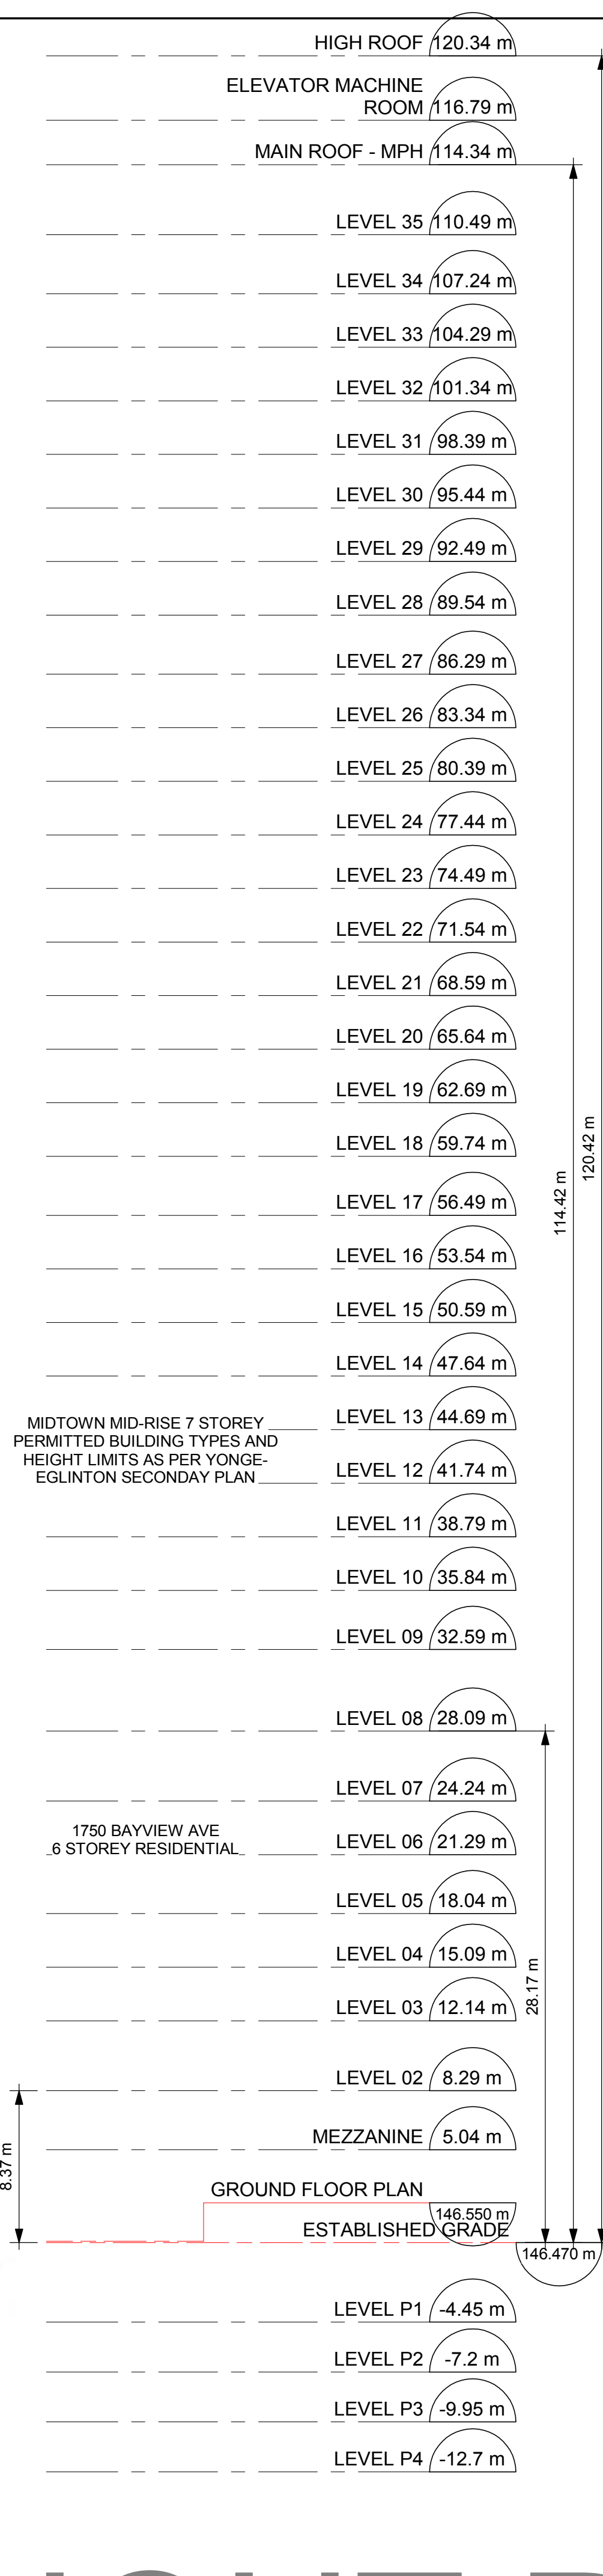 HIGH ROOF 120.34 m
ELEVATOR MACHINE
ROOM 116.79 m
MAIN ROOF - MPH 114.34 m
LEVEL 35 110.49 m
LEVEL 34 107.24 m
LEVEL 33 104.29 m
LEVEL 32 101.34 m
LEVEL 31 98.39 m
LEVEL 30 95.44 m
LEVEL 29 92.49 m
LEVEL 28 89.54 m
LEVEL 27 86.29 m
LEVEL 26 83.34 m
LEVEL 25 80.39 m
LEVEL 24 77.44 m
LEVEL 23 74.49 m
LEVEL 22 71.54 m
LEVEL 21 68.59 m
LEVEL 20 65.64 m
LEVEL 19 62.69 m
LEVEL 18 59.74 m
120.42 m
114.42 m
LEVEL 17 56.49 m
LEVEL 16 53.54 m
LEVEL 15 50.59 m
LEVEL 14 47.64 m
LEVEL 13 44.69 m
MIDTOWN MID-RISE 7 STOREY
PERMITTED BUILDING TYPES AND
HEIGHT LIMITS AS PER YONGE-
EGLINTON SECONDAY PLAN
LEVEL 12 41.74 m
LEVEL 11 38.79 m
LEVEL 10 35.84 m
LEVEL 09 32.59 m
LEVEL 08 28.09 m
LEVEL 07 24.24 m
1750 BAYVIEW AVE
6 STOREY RESIDENTIAL
LEVEL 06 21.29 m
LEVEL 05 18.04 m
LEVEL 04 15.09 m
28.17 m
LEVEL 03 12.14 m
LEVEL 02 8.29 m
MEZZANINE 5.04 m
8.37 m
GROUND FLOOR PLAN
146.550 m
ESTABLISHED GRADE
146.470 m
LEVEL P1 -4.45 m
LEVEL P2 -7.2 m
LEVEL P3 -9.95 m
LEVEL P4 -12.7 m